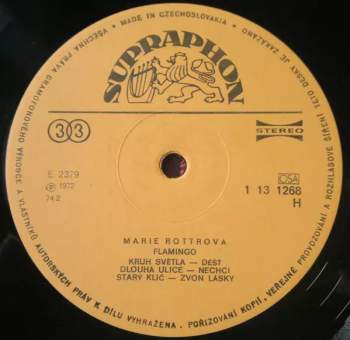 • MADE IN CZECHOSLOVAKIA •
SUPRAPHON
33
STEREO
E 2379
℗ 1972
74 2
OSA
1 13 1268
H
MARIE ROTTROVA
FLAMINGO
KRUH SVĚTLA — DÉŠŤ
DLOUHÁ ULICE — NECHCI
STARÝ KLÍČ — ZVON LÁSKY
VŠECHNA PRÁVA GRAMOFONOVÉHO VÝROBCE A VLASTNÍKŮ AUTORSKÝCH PRÁV K DÍLU VYHRAŽENA. POŘIZOVÁNÍ KOPIÍ, VEŘEJNÉ PROVOZOVÁNÍ A ROZHLASOVÉ ŠÍŘENÍ TÉTO DESKY JE ZAKÁZÁNO